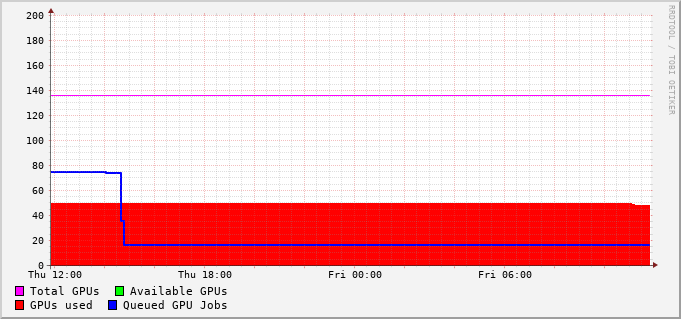 RRDTOOL / TOBI OETIKER
200
180
160
140
120
100
80
60
40
20
0
Thu 12:00 Thu 18:00 Fri 00:00 Fri 06:00
Total GPUs Available GPUs
GPUs used Queued GPU Jobs